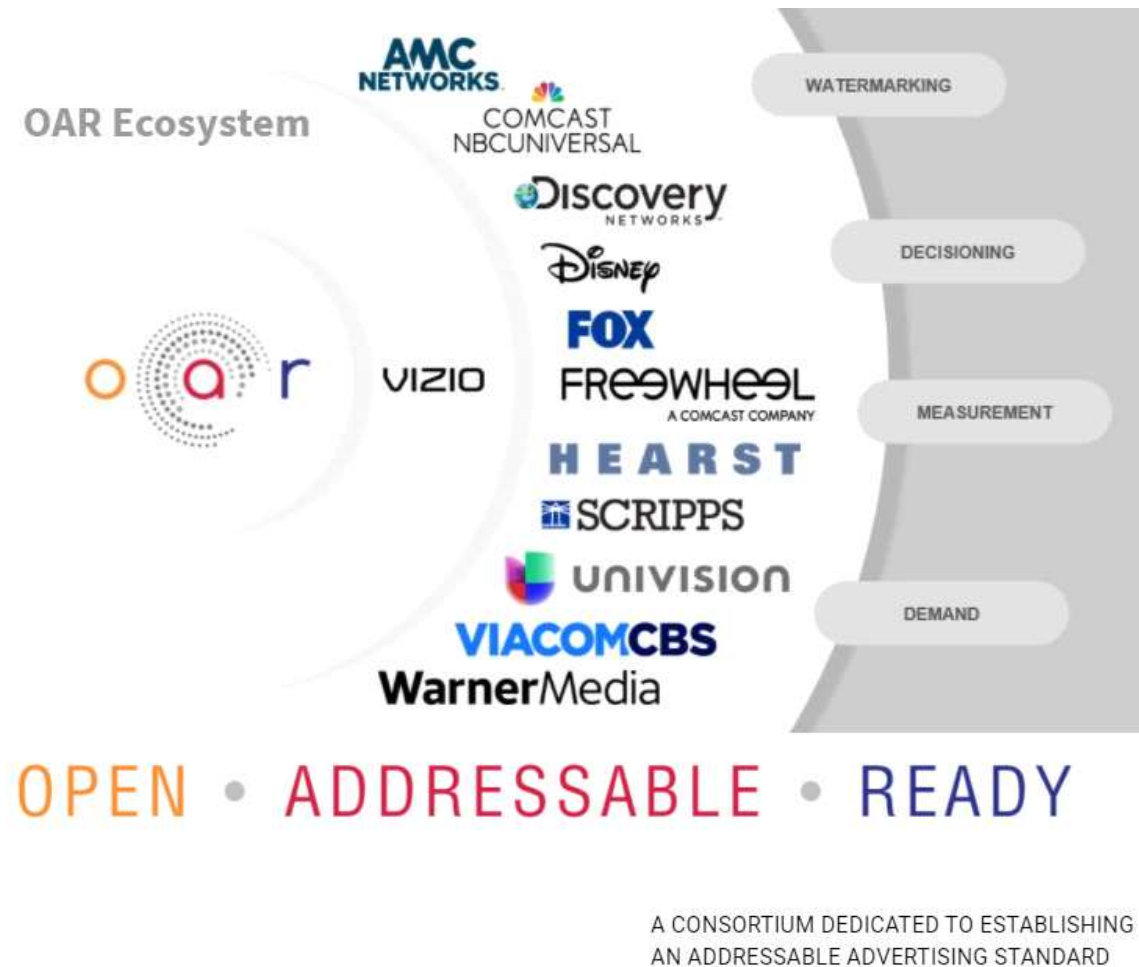 OAR Ecosystem
oar
VIZIO
AMC
NETWORKS
COMCAST
NBCUNIVERSAL
Discovery
NETWORKS
Disney
FOX
FREEWHEEL
A COMCAST COMPANY
HEARST
SCRIPPS
UNIVISION
VIACOMCBS
WarnerMedia
WATERMARKING
DECISIONING
MEASUREMENT
DEMAND
OPEN • ADDRESSABLE • READY
A CONSORTIUM DEDICATED TO ESTABLISHING
AN ADDRESSABLE ADVERTISING STANDARD